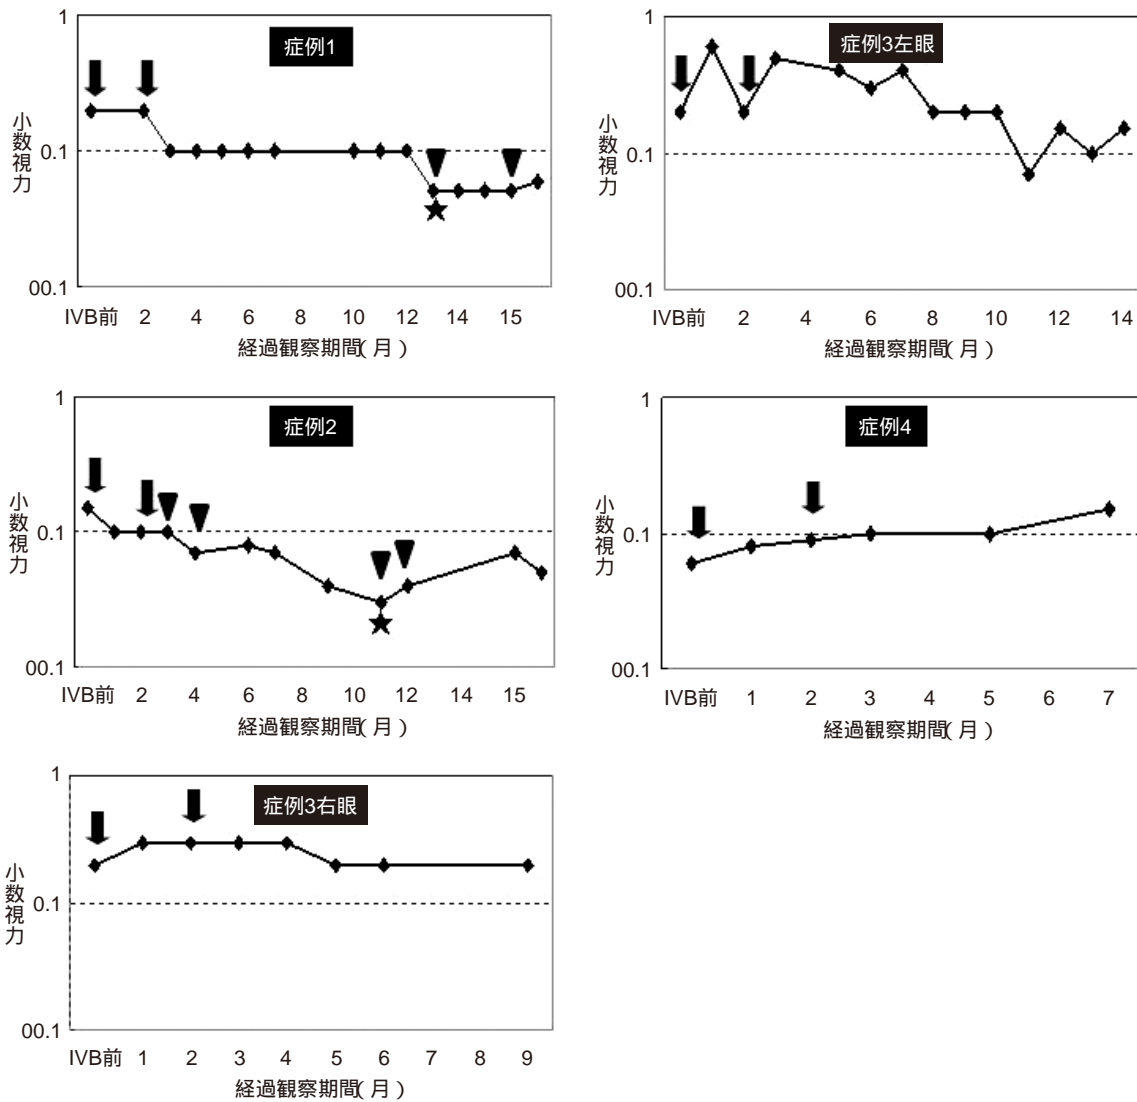 症例1
小数視力
1
0.1
00.1
IVB前 2 4 6 8 10 12 14 15
経過観察期間(月)
症例3左眼
小数視力
1
0.1
00.1
IVB前 2 4 6 8 10 12 14
経過観察期間(月)
症例2
小数視力
1
0.1
00.1
IVB前 2 4 6 8 10 12 14 15
経過観察期間(月)
症例4
小数視力
1
0.1
00.1
IVB前 1 2 3 4 5 6 7
経過観察期間(月)
症例3右眼
小数視力
1
0.1
00.1
IVB前 1 2 3 4 5 6 7 8 9
経過観察期間(月)